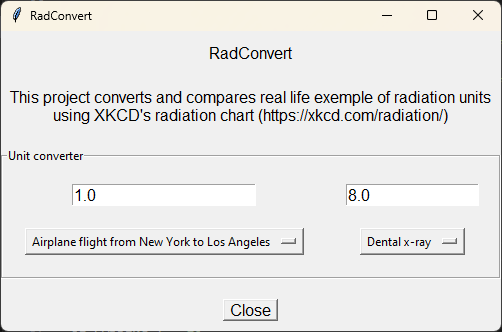 RadConvert
RadConvert
This project converts and compares real life exemple of radiation units
using XKCD's radiation chart (https://xkcd.com/radiation/)
Unit converter
1.0 8.0
Airplane flight from New York to Los Angeles Dental x-ray
Close